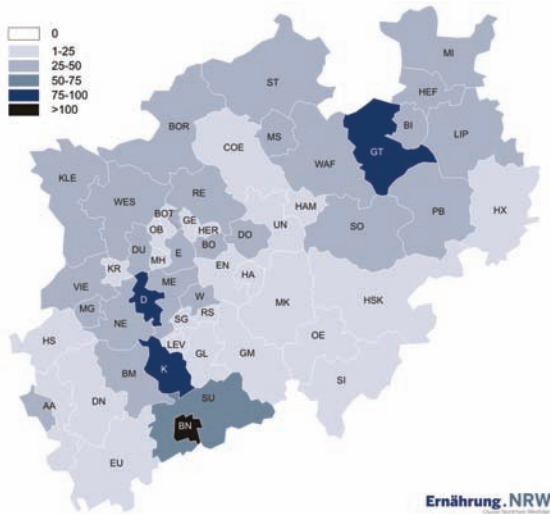 0
1-25
25-50
50-75
75-100
>100
MI
ST
HEF
BOR
MS
BI
LIP
COE
GT
WAF
KLE
RE
WES
HAM
PB
HX
BOT
GE
UN
SO
OB
HER
DO
DU
E
BO
MH
EN
KR
HA
VIE
ME
HSK
D
W
MK
MG
RS
NE
SG
HS
LEV
OE
GL
GM
BM
K
SI
SU
DN
AA
BN
EU
Ernährung.NRW